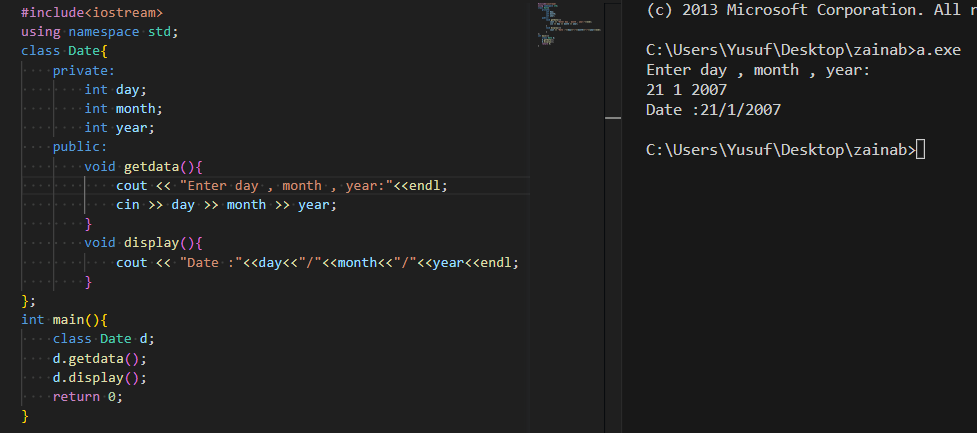 #include<iostream>
using namespace std;
class Date{
    private:
        int day;
        int month;
        int year;
    public:
        void getdata(){
            cout << "Enter day , month , year:"<<endl;
            cin >> day >> month >> year;
        }
        void display(){
            cout << "Date :"<<day<<"/"<<month<<"/"<<year<<endl;
        }
};
int main(){
    class Date d;
    d.getdata();
    d.display();
    return 0;
}
(c) 2013 Microsoft Corporation. All
C:\Users\Yusuf\Desktop\zainab>a.exe
Enter day , month , year:
21 1 2007
Date :21/1/2007
C:\Users\Yusuf\Desktop\zainab>